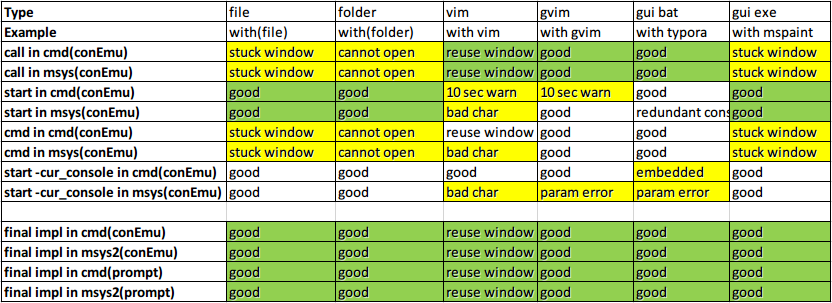 Type file folder vim gvim gui bat gui exe
Example with(file) with(folder) with vim with gvim with typora with mspaint
call in cmd(conEmu) stuck window cannot open reuse window good good stuck window
call in msys(conEmu) stuck window cannot open reuse window good good stuck window
start in cmd(conEmu) good good 10 sec warn 10 sec warn good good
start in msys(conEmu) good good bad char good redundant cons good
cmd in cmd(conEmu) stuck window cannot open reuse window good good stuck window
cmd in msys(conEmu) stuck window cannot open bad char good good stuck window
start -cur_console in cmd(conEmu) good good good good embedded good
start -cur_console in msys(conEmu) good good bad char param error param error good
final impl in cmd(conEmu) good good reuse window good good good
final impl in msys2(conEmu) good good reuse window good good good
final impl in cmd(prompt) good good reuse window good good good
final impl in msys2(prompt) good good reuse window good good good